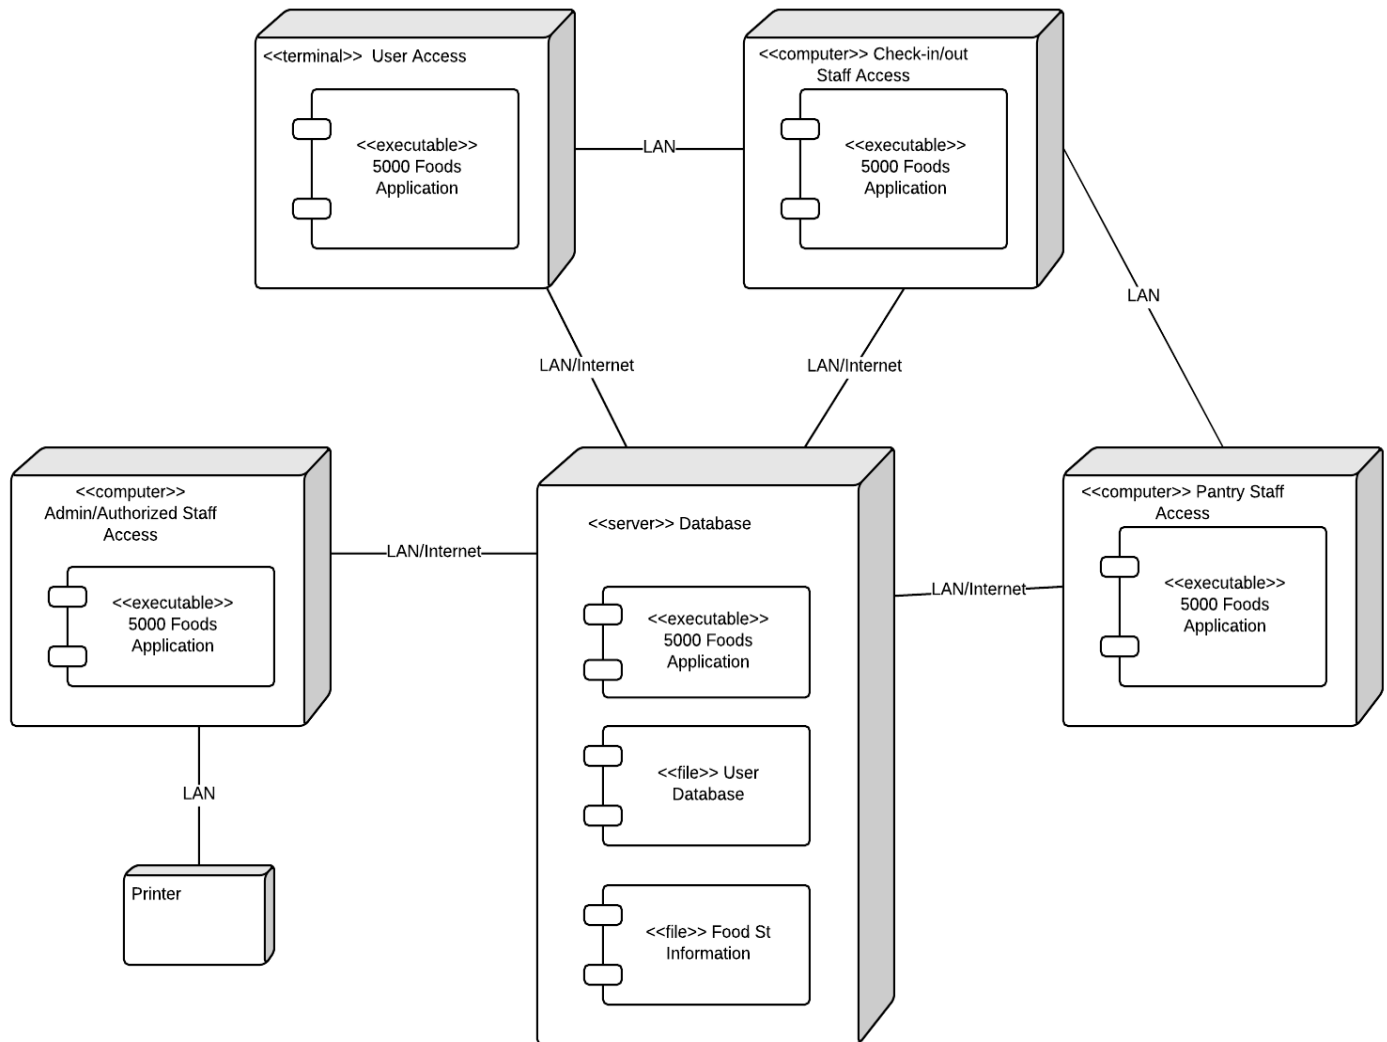 <<terminal>> User Access
<<executable>>
5000 Foods
Application
LAN
<<computer>> Check-in/out
Staff Access
<<executable>>
5000 Foods
Application
LAN
LAN/Internet
LAN/Internet
<<computer>>
Admin/Authorized Staff
Access
<<executable>>
5000 Foods
Application
LAN/Internet
<<server>> Database
<<executable>>
5000 Foods
Application
<<file>> User
Database
<<file>> Food St
Information
LAN/Internet
<<computer>> Pantry Staff
Access
<<executable>>
5000 Foods
Application
LAN
Printer